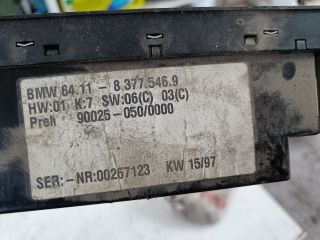 BMW 64.11 - 8.377.546.9
HW:01 K:7 SW:06(C) 03(C)
Preh 90025-050/0000
SER:-NR:00267123 KW 15/97